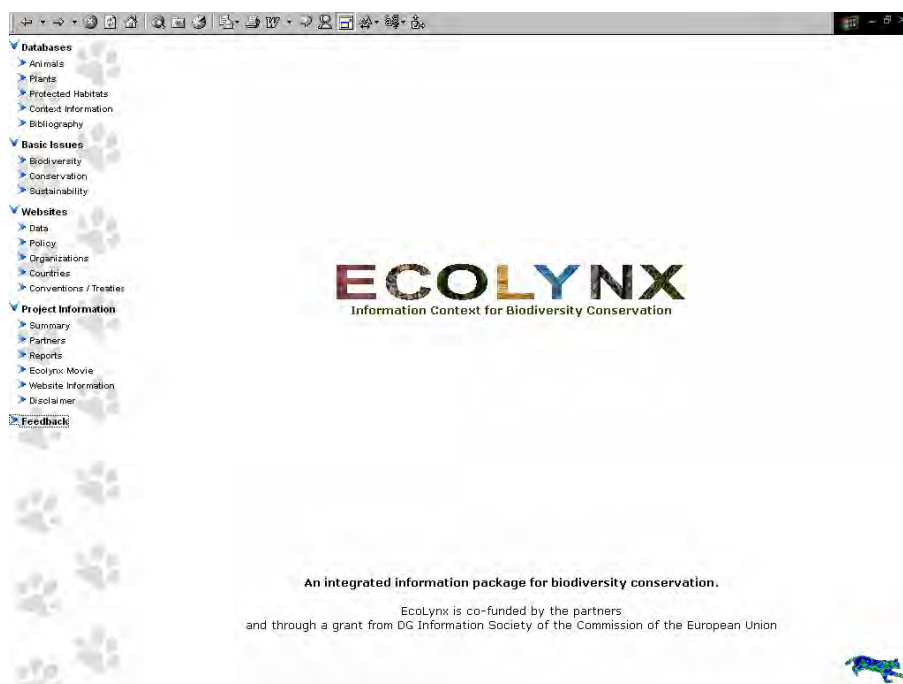 Databases
Animals
Plants
Protected Habitats
Context Information
Bibliography
Basic Issues
Biodiversity
Conservation
Sustainability
Websites
Data
Policy
Organizations
Countries
Conventions / Treaties
Project Information
Summary
Partners
Reports
Ecolynx Movie
Website Information
Disclaimer
Feedback
ECOLYNX
Information Context for Biodiversity Conservation
An integrated information package for biodiversity conservation.
EcoLynx is co-funded by the partners
and through a grant from DG Information Society of the Commission of the European Union